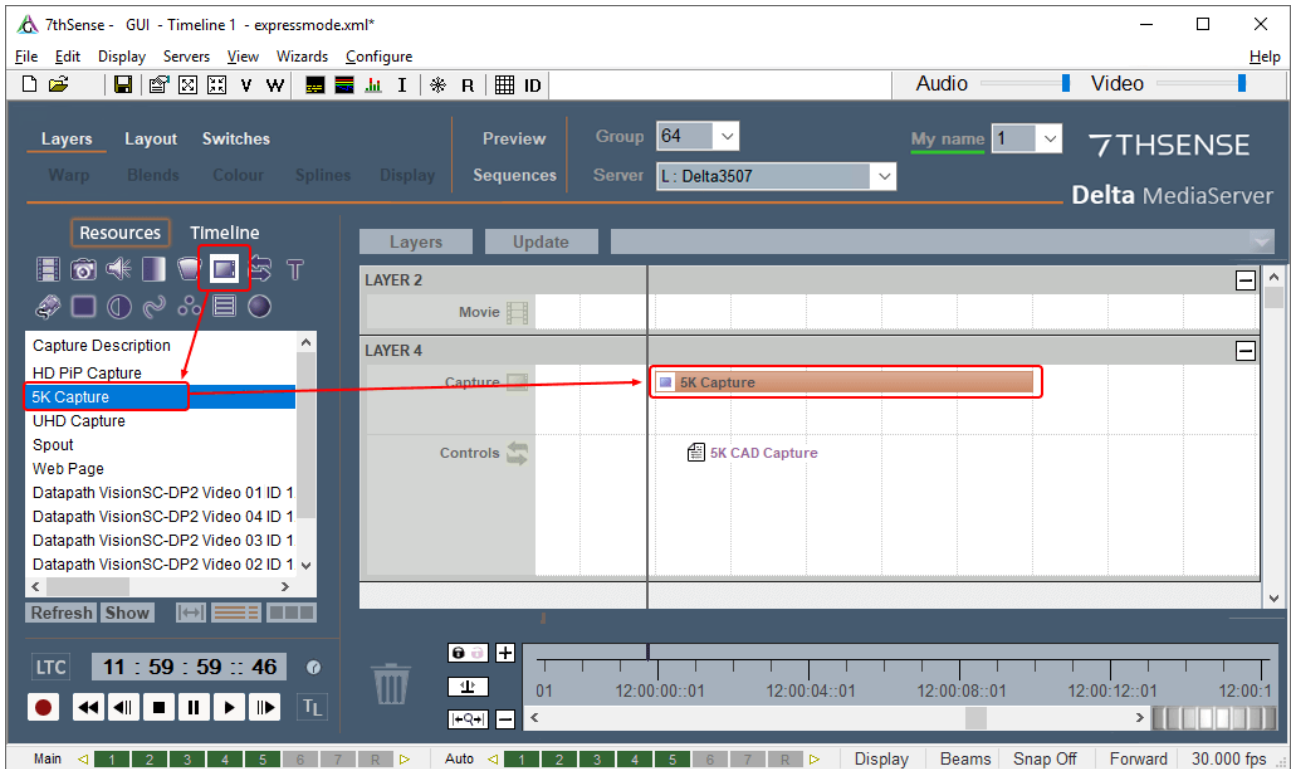 7thSense - GUI - Timeline 1 - expressmode.xml*
File Edit Display Servers View Wizards Configure Help
V W I R ID Audio Video
Layers Layout Switches Preview Group 64 My name 1 7THSENSE
Warp Blends Colour Splines Display Sequences Server L : Delta3507
Delta MediaServer
Resources Timeline
Layers Update
T
LAYER 2
Movie
Capture Description
LAYER 4
HD PiP Capture
Capture 5K Capture
5K Capture
UHD Capture
Spout
Controls 5K CAD Capture
Web Page
Datapath VisionSC-DP2 Video 01 ID 1
Datapath VisionSC-DP2 Video 04 ID 1
Datapath VisionSC-DP2 Video 03 ID 1
Datapath VisionSC-DP2 Video 02 ID 1
Refresh Show
LTC 11 : 59 : 59 :: 46
01 12:00:00::01 12:00:04::01 12:00:08::01 12:00:12::01 12:00:1
TL
Main 1 2 3 4 5 6 7 R Auto 1 2 3 4 5 6 7 R Display Beams Snap Off Forward 30.000 fps